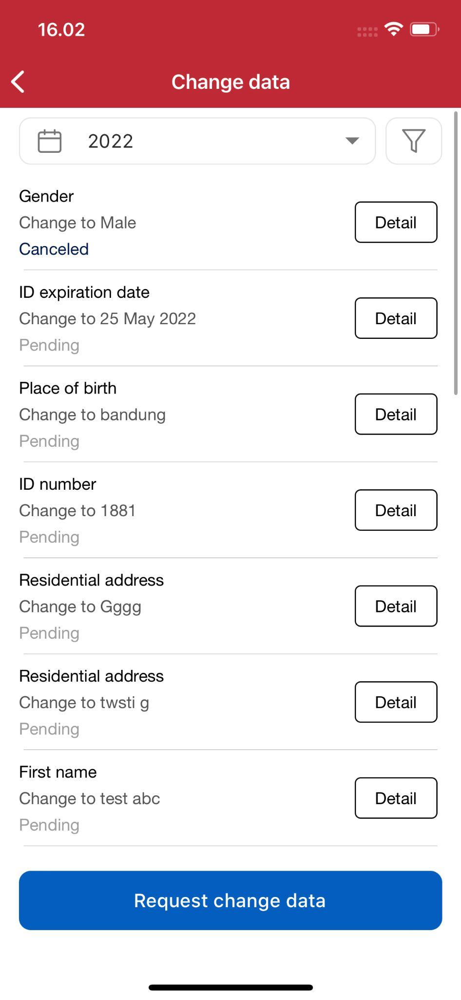 16.02
Change data
2022
Gender
Change to Male
Canceled
Detail
ID expiration date
Change to 25 May 2022
Pending
Detail
Place of birth
Change to bandung
Pending
Detail
ID number
Change to 1881
Pending
Detail
Residential address
Change to Gggg
Pending
Detail
Residential address
Change to twsti g
Pending
Detail
First name
Change to test abc
Pending
Detail
Request change data